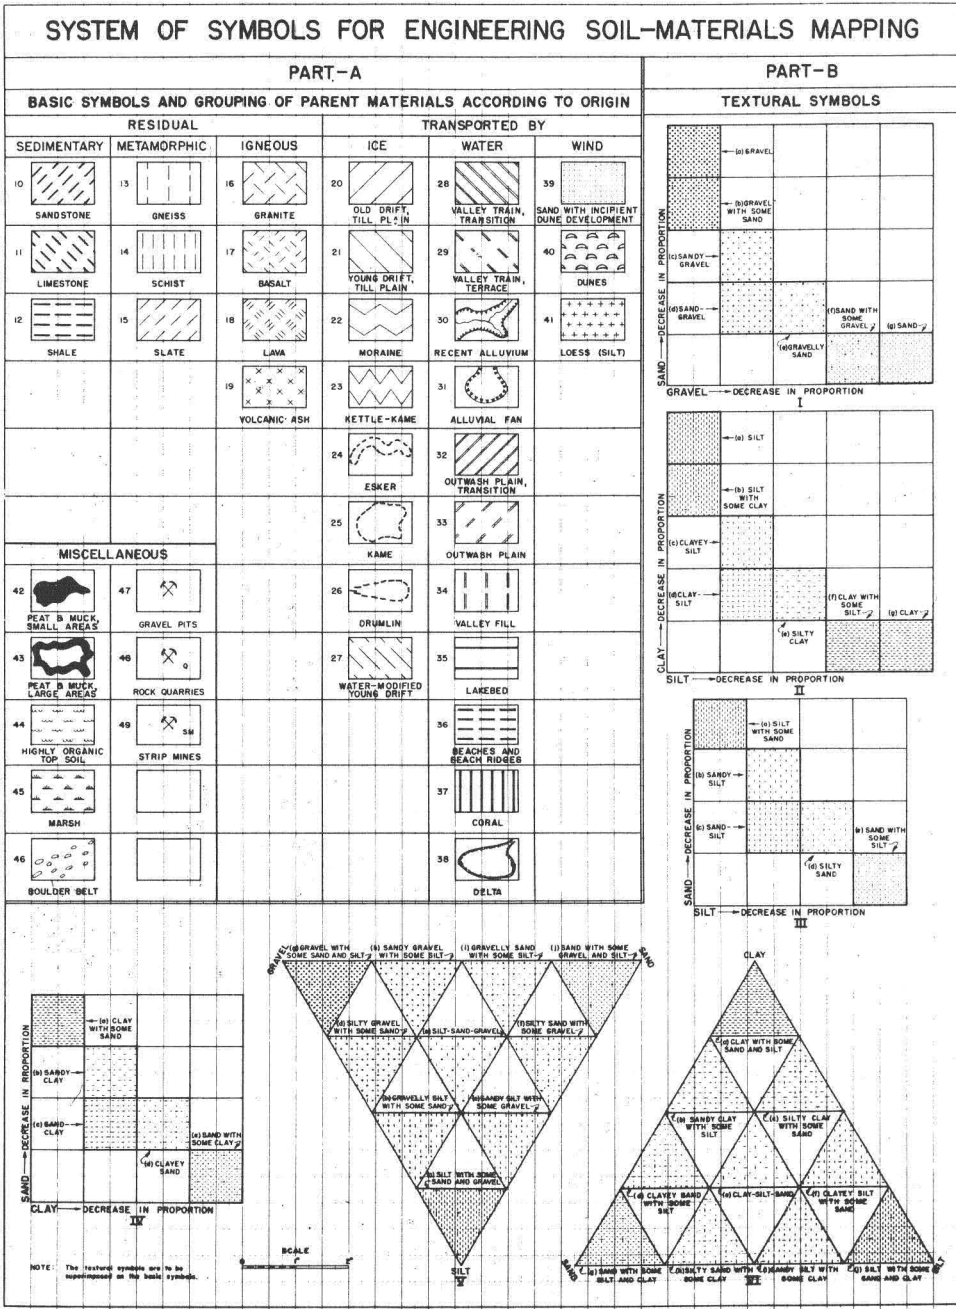 SYSTEM OF SYMBOLS FOR ENGINEERING SOIL-MATERIALS MAPPING
PART-A
BASIC SYMBOLS AND GROUPING OF PARENT MATERIALS ACCORDING TO ORIGIN
RESIDUAL
TRANSPORTED BY
SEDIMENTARY
METAMORPHIC
IGNEOUS
ICE
WATER
WIND
10
SANDSTONE
13
GNEISS
16
GRANITE
20
OLD DRIFT,
TILL PLAIN
28
VALLEY TRAIN,
TRANSITION
39
SAND WITH INCIPIENT
DUNE DEVELOPMENT
11
LIMESTONE
14
SCHIST
17
BASALT
21
YOUNG DRIFT,
TILL PLAIN
29
VALLEY TRAIN,
TERRACE
40
DUNES
12
SHALE
15
SLATE
18
LAVA
22
MORAINE
30
RECENT ALLUVIUM
41
LOESS (SILT)
19
VOLCANIC ASH
23
KETTLE-KAME
31
ALLUVIAL FAN
24
ESKER
32
OUTWASH PLAIN,
TRANSITION
25
KAME
33
OUTWASH PLAIN
MISCELLANEOUS
42
PEAT & MUCK,
SMALL AREAS
47
GRAVEL PITS
26
DRUMLIN
34
VALLEY FILL
43
PEAT & MUCK,
LARGE AREAS
48
Q
ROCK QUARRIES
27
WATER-MODIFIED
YOUNG DRIFT
35
LAKEBED
44
HIGHLY ORGANIC
TOP SOIL
49
SM
STRIP MINES
36
BEACHES AND
BEACH RIDGES
45
MARSH
37
CORAL
46
BOULDER BELT
38
DELTA
PART-B
TEXTURAL SYMBOLS
(a) GRAVEL
(b) GRAVEL
WITH SOME
SAND
(c) SANDY
GRAVEL
(d) SAND-
GRAVEL
(e) GRAVELLY
SAND
(f) SAND WITH
SOME
GRAVEL
(g) SAND
SAND → DECREASE IN PROPORTION
GRAVEL → DECREASE IN PROPORTION
I
(a) SILT
(b) SILT
WITH
SOME CLAY
(c) CLAYEY
SILT
(d) CLAY-
SILT
(e) SILTY
CLAY
(f) CLAY WITH
SOME
SILT
(g) CLAY
CLAY → DECREASE IN PROPORTION
SILT → DECREASE IN PROPORTION
II
(a) SILT
WITH SOME
SAND
(b) SANDY
SILT
(c) SAND-
SILT
(d) SILTY
SAND
(e) SAND WITH
SOME
SILT
SAND → DECREASE IN PROPORTION
SILT → DECREASE IN PROPORTION
III
(a) CLAY
WITH SOME
SAND
(b) SANDY
CLAY
(c) SAND-
CLAY
(d) CLAYEY
SAND
(e) SAND WITH
SOME CLAY
SAND → DECREASE IN PROPORTION
CLAY → DECREASE IN PROPORTION
IV
GRAVEL
SAND
(g) GRAVEL WITH
SOME SAND AND SILT
(h) SANDY GRAVEL
WITH SOME SILT
(i) GRAVELLY SAND
WITH SOME SILT
(j) SAND WITH SOME
GRAVEL AND SILT
(d) SILTY GRAVEL
WITH SOME SAND
(e) SILT-SAND-GRAVEL
(f) SILTY SAND WITH
SOME GRAVEL
(b) GRAVELLY SILT
WITH SOME SAND
(c) SANDY SILT WITH
SOME GRAVEL
(a) SILT WITH SOME
SAND AND GRAVEL
SILT
V
CLAY
(a) CLAY WITH SOME
SAND AND SILT
(b) SANDY CLAY
WITH SOME
SILT
(c) SILTY CLAY
WITH SOME
SAND
(d) CLAYEY SAND
WITH SOME
SILT
(e) CLAY-SILT-SAND
(f) CLAYEY SILT
WITH SOME
SAND
SAND
SILT
(g) SAND WITH SOME
SILT AND CLAY
(h) SILTY SAND WITH
SOME CLAY
(i) SANDY SILT WITH
SOME CLAY
(j) SILT WITH SOME
SAND AND CLAY
VI
NOTE: The textural symbols are to be
superimposed on the basic symbols.
SCALE
0 1" 2"